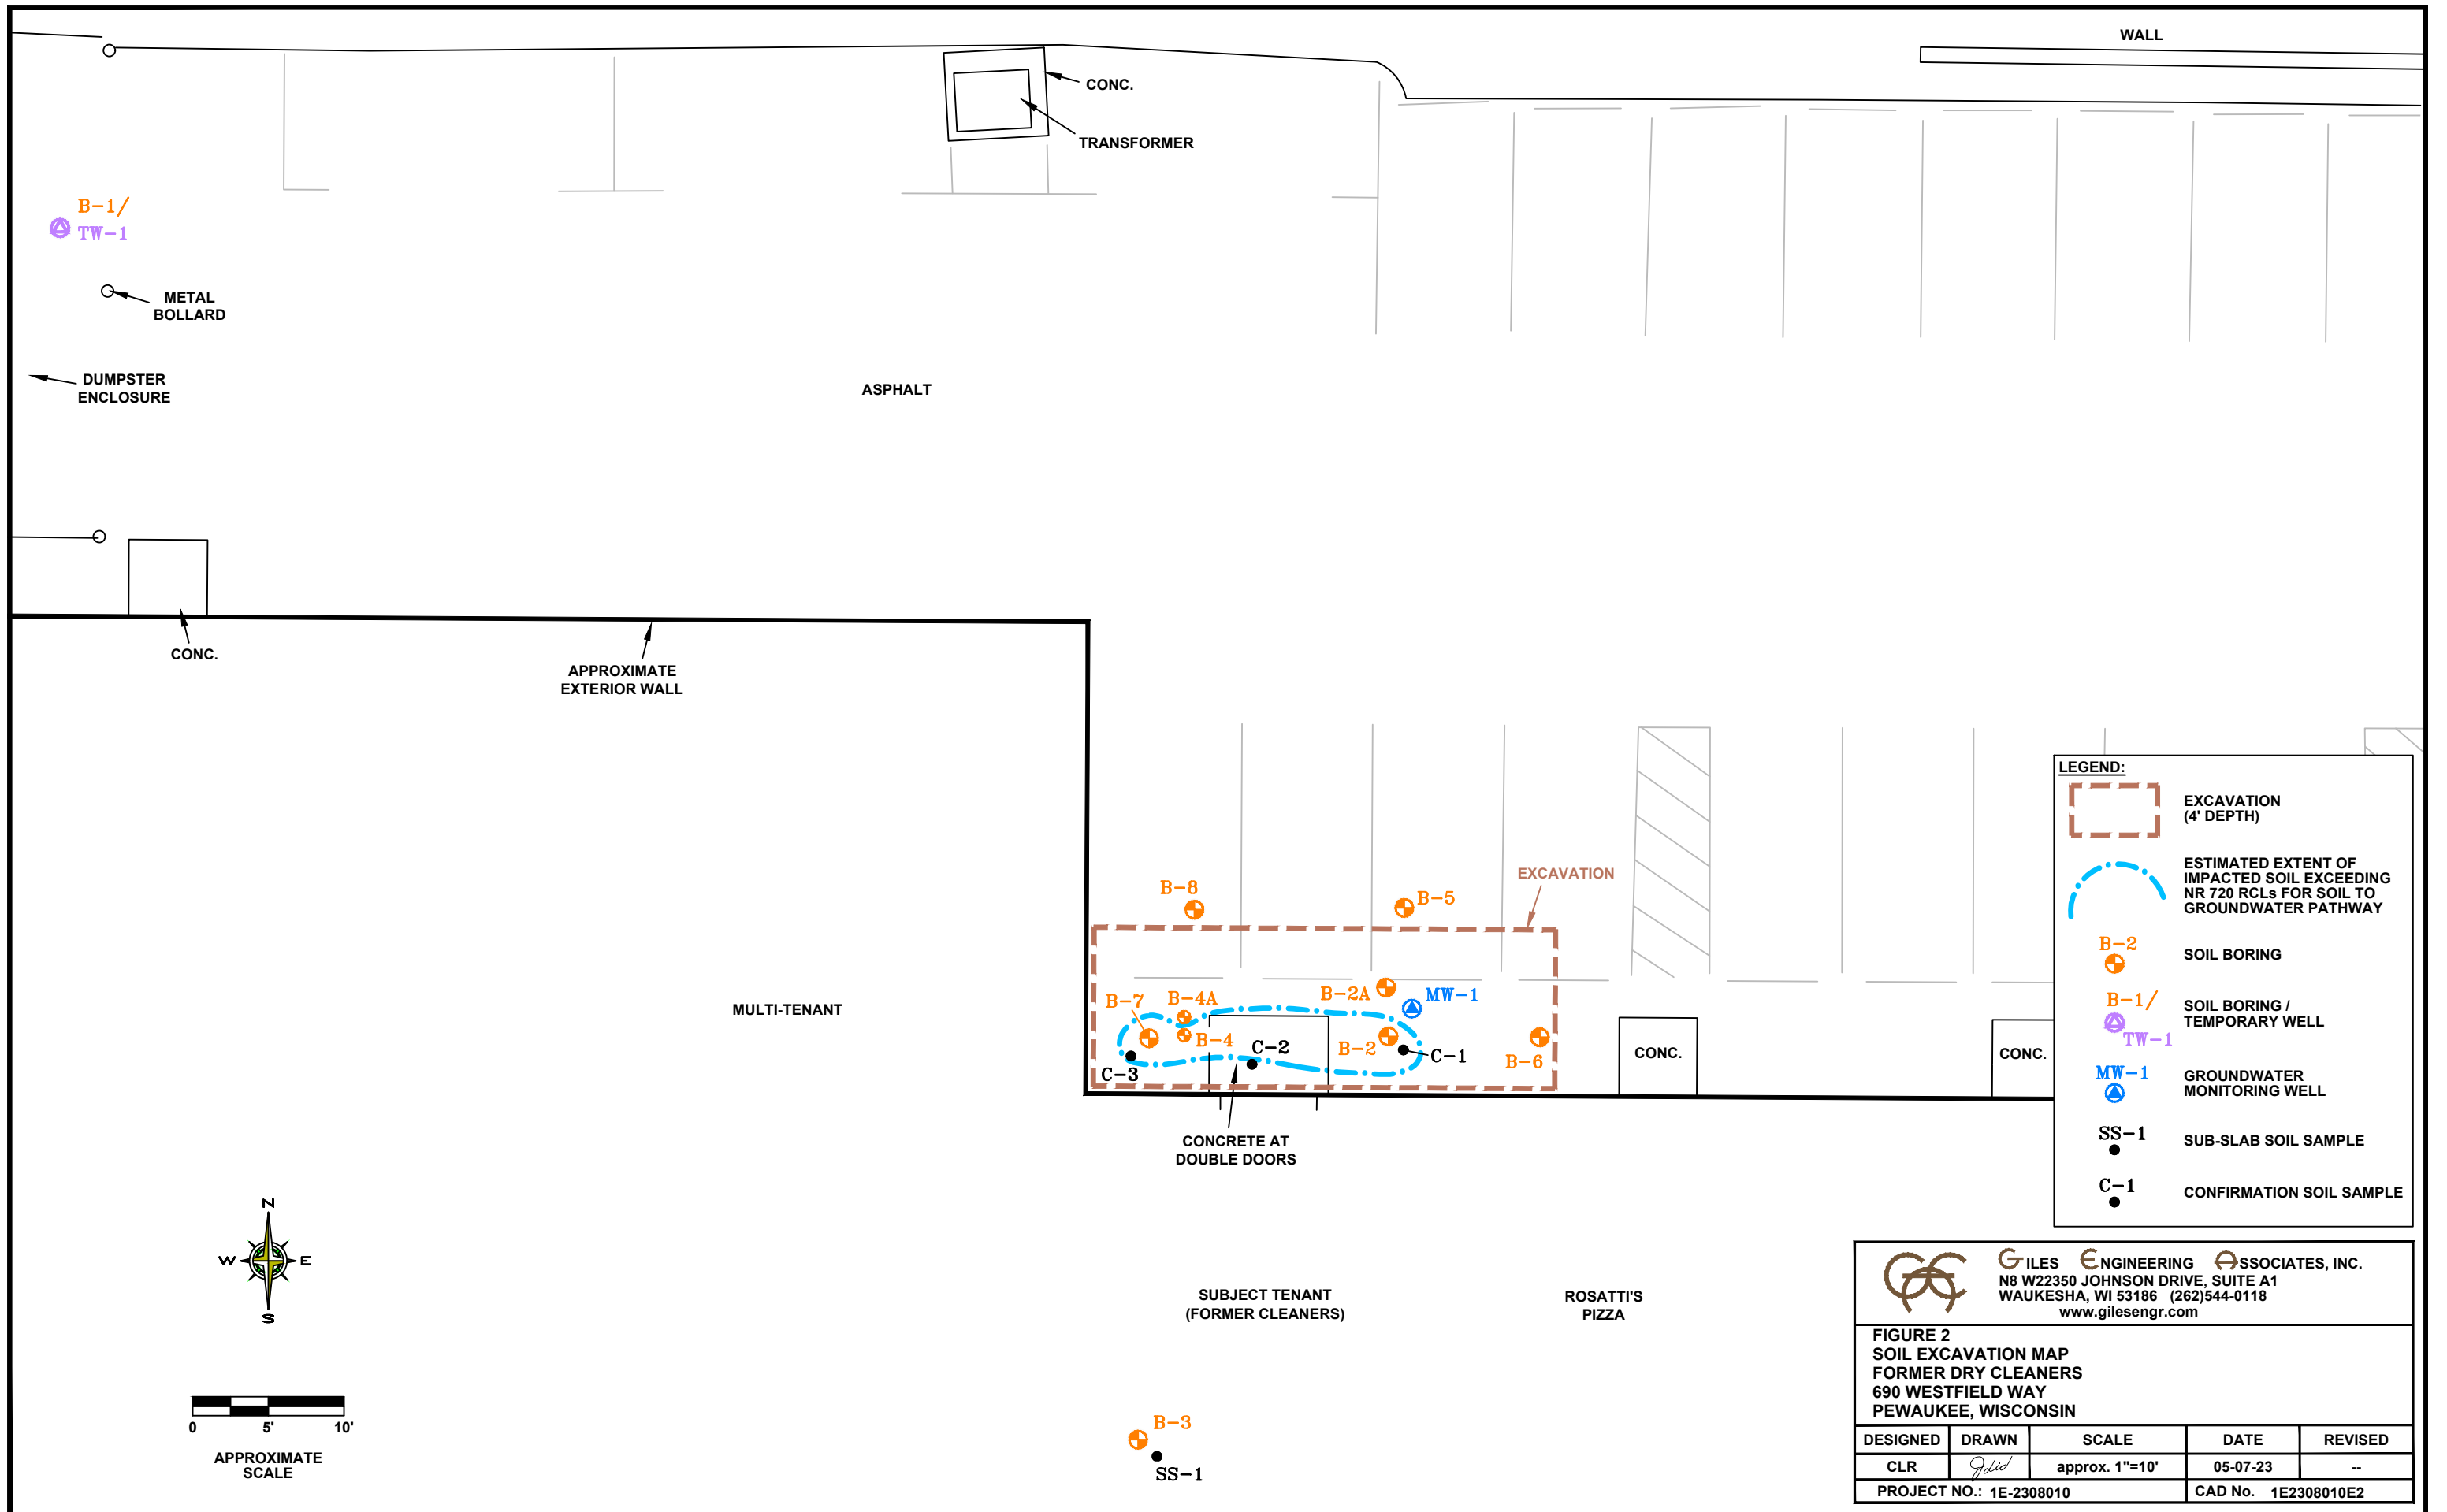 WALL
CONC.
TRANSFORMER
B-1/
TW-1
METAL
BOLLARD
DUMPSTER
ENCLOSURE
ASPHALT
CONC.
APPROXIMATE
EXTERIOR WALL
MULTI-TENANT
EXCAVATION
B-8
B-5
B-7
B-4A
B-2A
MW-1
B-4
C-2
B-2
C-1
B-6
C-3
CONC.
CONC.
CONCRETE AT
DOUBLE DOORS
SUBJECT TENANT
(FORMER CLEANERS)
ROSATTI'S
PIZZA
B-3
SS-1
N
W
E
S
0 5' 10'
APPROXIMATE
SCALE
LEGEND:
EXCAVATION
(4' DEPTH)
ESTIMATED EXTENT OF
IMPACTED SOIL EXCEEDING
NR 720 RCLs FOR SOIL TO
GROUNDWATER PATHWAY
B-2
SOIL BORING
B-1/
TW-1
SOIL BORING /
TEMPORARY WELL
MW-1
GROUNDWATER
MONITORING WELL
SS-1
SUB-SLAB SOIL SAMPLE
C-1
CONFIRMATION SOIL SAMPLE
GILES ENGINEERING ASSOCIATES, INC.
N8 W22350 JOHNSON DRIVE, SUITE A1
WAUKESHA, WI 53186 (262)544-0118
www.gilesengr.com
FIGURE 2
SOIL EXCAVATION MAP
FORMER DRY CLEANERS
690 WESTFIELD WAY
PEWAUKEE, WISCONSIN
DESIGNED DRAWN SCALE DATE REVISED
CLR approx. 1"=10' 05-07-23 --
PROJECT NO.: 1E-2308010 CAD No. 1E2308010E2